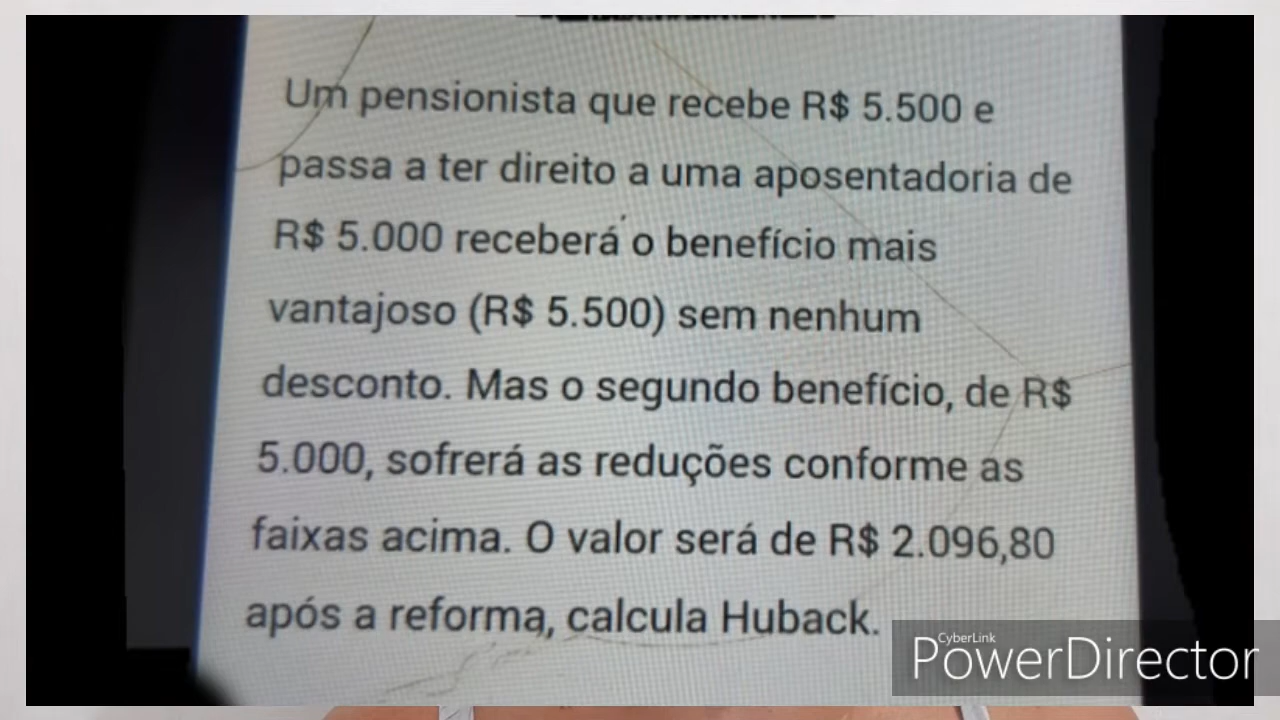 Um pensionista que recebe R$ 5.500 e
passa a ter direito a uma aposentadoria de
R$ 5.000 receberá o benefício mais
vantajoso (R$ 5.500) sem nenhum
desconto. Mas o segundo benefício, de R$
5.000, sofrerá as reduções conforme as
faixas acima. O valor será de R$ 2.096,80
após a reforma, calcula Huback.
CyberLink
PowerDirector